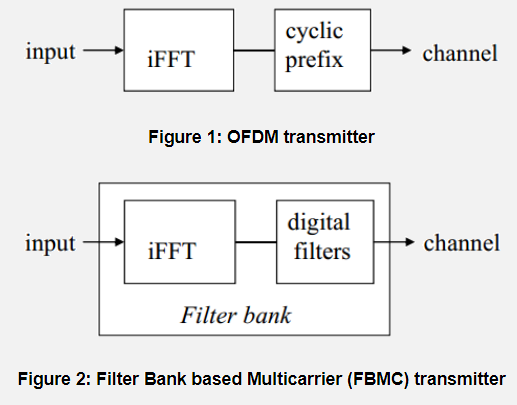 input
iFFT
cyclic
prefix
channel
Figure 1: OFDM transmitter
input
iFFT
digital
filters
channel
Filter bank
Figure 2: Filter Bank based Multicarrier (FBMC) transmitter